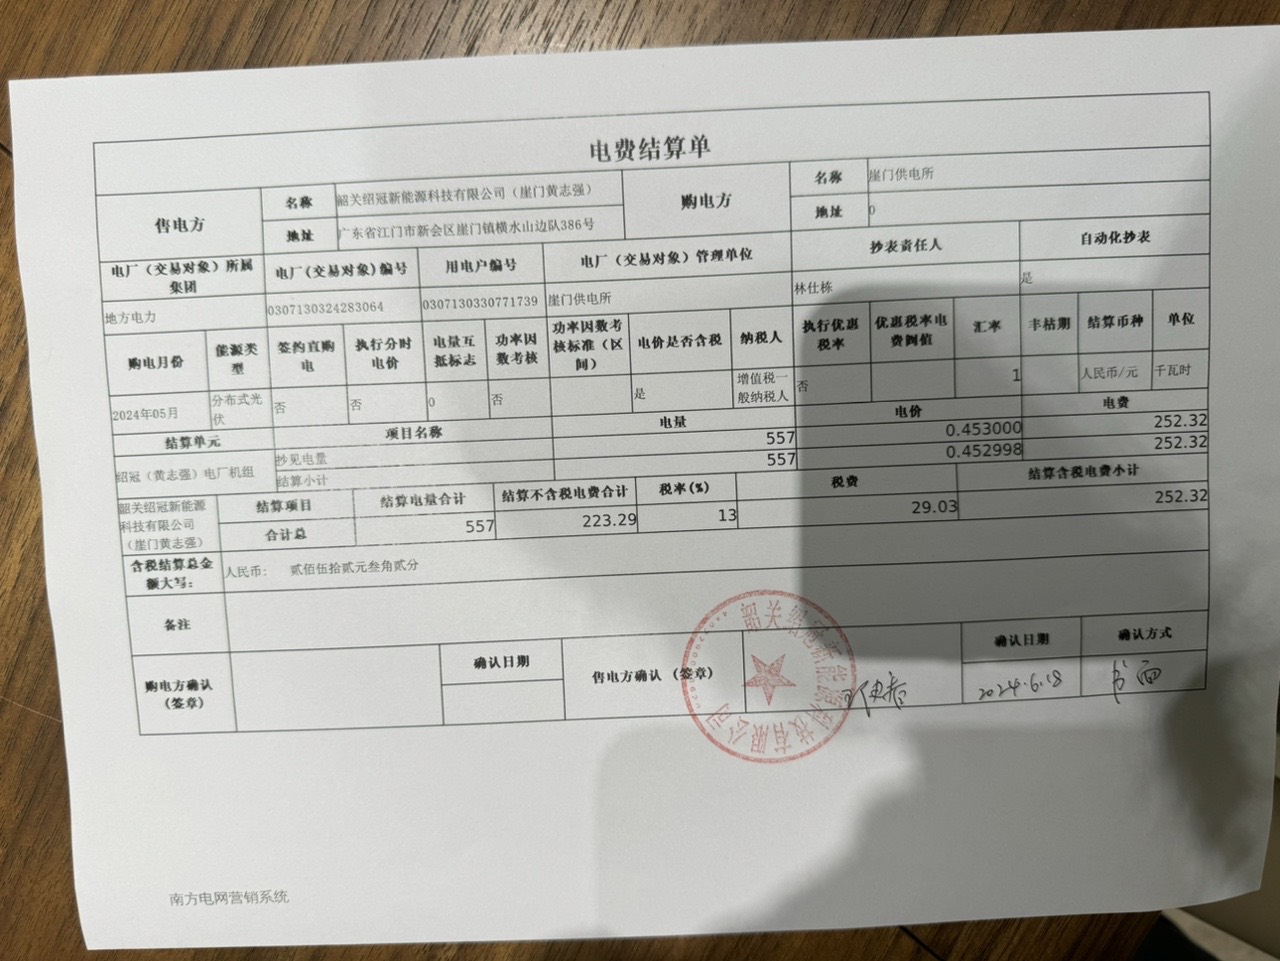 电费结算单
售电方 名称 韶关绍冠新能源科技有限公司（崖门黄志强） 购电方 名称 崖门供电所
地址 广东省江门市新会区崖门镇横水山边队386号 地址 0
电厂（交易对象）所属集团 电厂(交易对象)编号 用电户编号 电厂（交易对象）管理单位 抄表责任人 自动化抄表
地方电力 0307130324283064 0307130330771739 崖门供电所 林仕栋 是
购电月份 能源类型 签约直购电 执行分时电价 电量互抵标志 功率因数考核 功率因数考核标准（区间） 电价是否含税 纳税人 执行优惠税率 优惠税率电费阀值 汇率 丰枯期 结算币种 单位
2024年05月 分布式光伏 否 否 0 否 是 增值税一般纳税人 否 1 人民币/元 千瓦时
结算单元 项目名称 电量 电价 电费
绍冠（黄志强）电厂机组 抄见电量 557 0.453000 252.32
结算小计 557 0.452998 252.32
韶关绍冠新能源科技有限公司（崖门黄志强） 结算项目 结算电量合计 结算不含税电费合计 税率(%) 税费 结算含税电费小计
合计总 557 223.29 13 29.03 252.32
含税结算总金额大写： 人民币： 贰佰伍拾贰元叁角贰分
备注
购电方确认（签章） 确认日期 售电方确认（签章） 确认日期 确认方式
韶关绍冠新能源科技有限公司
2024.6.18 书面
南方电网营销系统